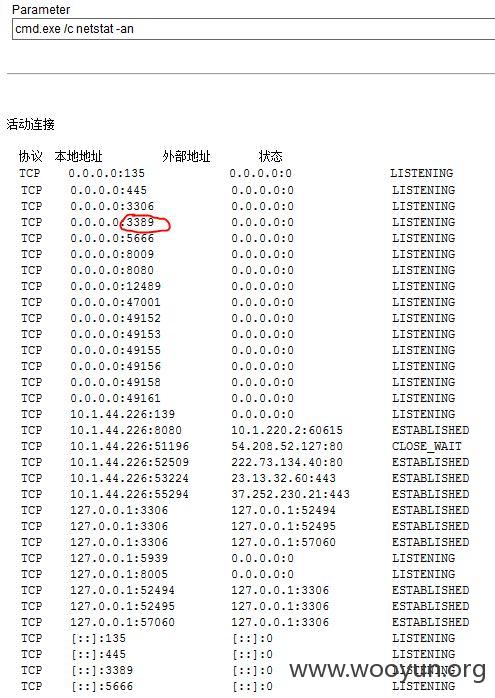 Parameter
cmd.exe /c netstat -an
活动连接
协议 本地地址 外部地址 状态
TCP 0.0.0.0:135 0.0.0.0:0 LISTENING
TCP 0.0.0.0:445 0.0.0.0:0 LISTENING
TCP 0.0.0.0:3306 0.0.0.0:0 LISTENING
TCP 0.0.0.0:3389 0.0.0.0:0 LISTENING
TCP 0.0.0.0:5666 0.0.0.0:0 LISTENING
TCP 0.0.0.0:8009 0.0.0.0:0 LISTENING
TCP 0.0.0.0:8080 0.0.0.0:0 LISTENING
TCP 0.0.0.0:12489 0.0.0.0:0 LISTENING
TCP 0.0.0.0:47001 0.0.0.0:0 LISTENING
TCP 0.0.0.0:49152 0.0.0.0:0 LISTENING
TCP 0.0.0.0:49153 0.0.0.0:0 LISTENING
TCP 0.0.0.0:49155 0.0.0.0:0 LISTENING
TCP 0.0.0.0:49156 0.0.0.0:0 LISTENING
TCP 0.0.0.0:49158 0.0.0.0:0 LISTENING
TCP 0.0.0.0:49161 0.0.0.0:0 LISTENING
TCP 10.1.44.226:139 0.0.0.0:0 LISTENING
TCP 10.1.44.226:8080 10.1.220.2:60615 ESTABLISHED
TCP 10.1.44.226:51196 54.208.52.127:80 CLOSE_WAIT
TCP 10.1.44.226:52509 222.73.134.40:80 ESTABLISHED
TCP 10.1.44.226:53224 23.13.32.60:443 ESTABLISHED
TCP 10.1.44.226:55294 37.252.230.21:443 ESTABLISHED
TCP 127.0.0.1:3306 127.0.0.1:52494 ESTABLISHED
TCP 127.0.0.1:3306 127.0.0.1:52495 ESTABLISHED
TCP 127.0.0.1:3306 127.0.0.1:57060 ESTABLISHED
TCP 127.0.0.1:5939 0.0.0.0:0 LISTENING
TCP 127.0.0.1:8005 0.0.0.0:0 LISTENING
TCP 127.0.0.1:52494 127.0.0.1:3306 ESTABLISHED
TCP 127.0.0.1:52495 127.0.0.1:3306 ESTABLISHED
TCP 127.0.0.1:57060 127.0.0.1:3306 ESTABLISHED
TCP [::]:135 [::]:0 LISTENING
TCP [::]:445 [::]:0 LISTENING
TCP [::]:3389 [::]:0 LISTENING
TCP [::]:5666 [::]:0 LISTENING
www.wooyun.org